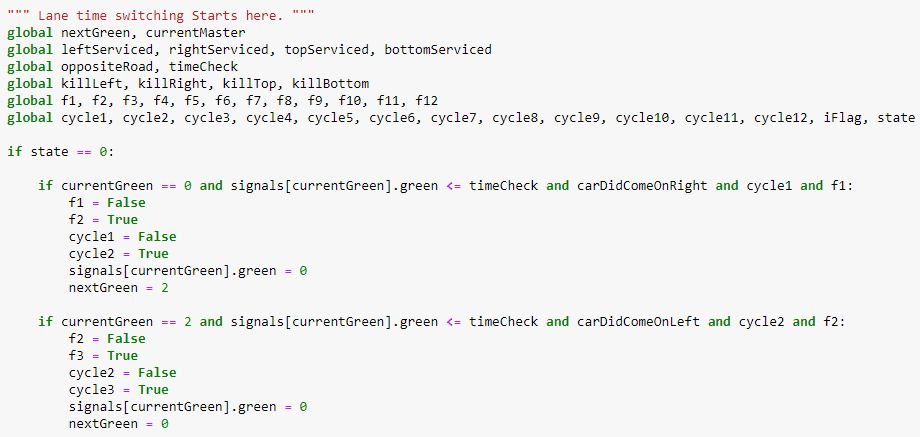 """ Lane time switching Starts here. """
global nextGreen, currentMaster
global leftServiced, rightServiced, topServiced, bottomServiced
global oppositeRoad, timeCheck
global killLeft, killRight, killTop, killBottom
global f1, f2, f3, f4, f5, f6, f7, f8, f9, f10, f11, f12
global cycle1, cycle2, cycle3, cycle4, cycle5, cycle6, cycle7, cycle8, cycle9, cycle10, cycle11, cycle12, iFlag, state
if state == 0:
if currentGreen == 0 and signals[currentGreen].green <= timeCheck and carDidComeOnRight and cycle1 and f1:
f1 = False
f2 = True
cycle1 = False
cycle2 = True
signals[currentGreen].green = 0
nextGreen = 2
if currentGreen == 2 and signals[currentGreen].green <= timeCheck and carDidComeOnLeft and cycle2 and f2:
f2 = False
f3 = True
cycle2 = False
cycle3 = True
signals[currentGreen].green = 0
nextGreen = 0